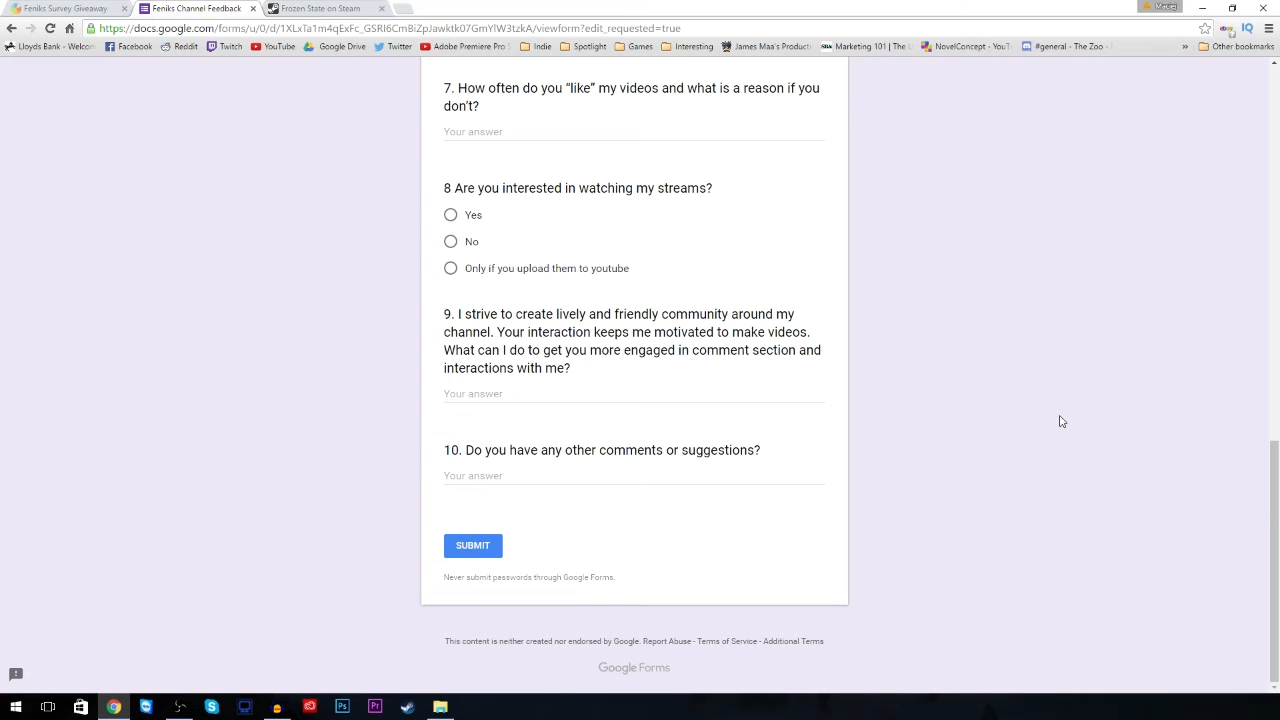 Feniks Survey Giveaway
Feniks Channel Feedback
Frozen State on Steam
Maciej
https://docs.google.com/forms/u/0/d/1XLxTa1m4qExFc_GSRl6CmBiZpJawktk07GmYlW3tzkA/viewform?edit_requested=true
Lloyds Bank - Welcom
Facebook
Reddit
Twitch
YouTube
Google Drive
Twitter
Adobe Premiere Pro
Indie
Spotlight
Games
Interesting
James Maa's Product
Marketing 101 | The
NovelConcept - YouT
#general - The Zoo -
Other bookmarks
7. How often do you “like” my videos and what is a reason if you
don’t?
Your answer
8 Are you interested in watching my streams?
Yes
No
Only if you upload them to youtube
9. I strive to create lively and friendly community around my
channel. Your interaction keeps me motivated to make videos.
What can I do to get you more engaged in comment section and
interactions with me?
Your answer
10. Do you have any other comments or suggestions?
Your answer
SUBMIT
Never submit passwords through Google Forms.
This content is neither created nor endorsed by Google. Report Abuse - Terms of Service - Additional Terms
Google Forms